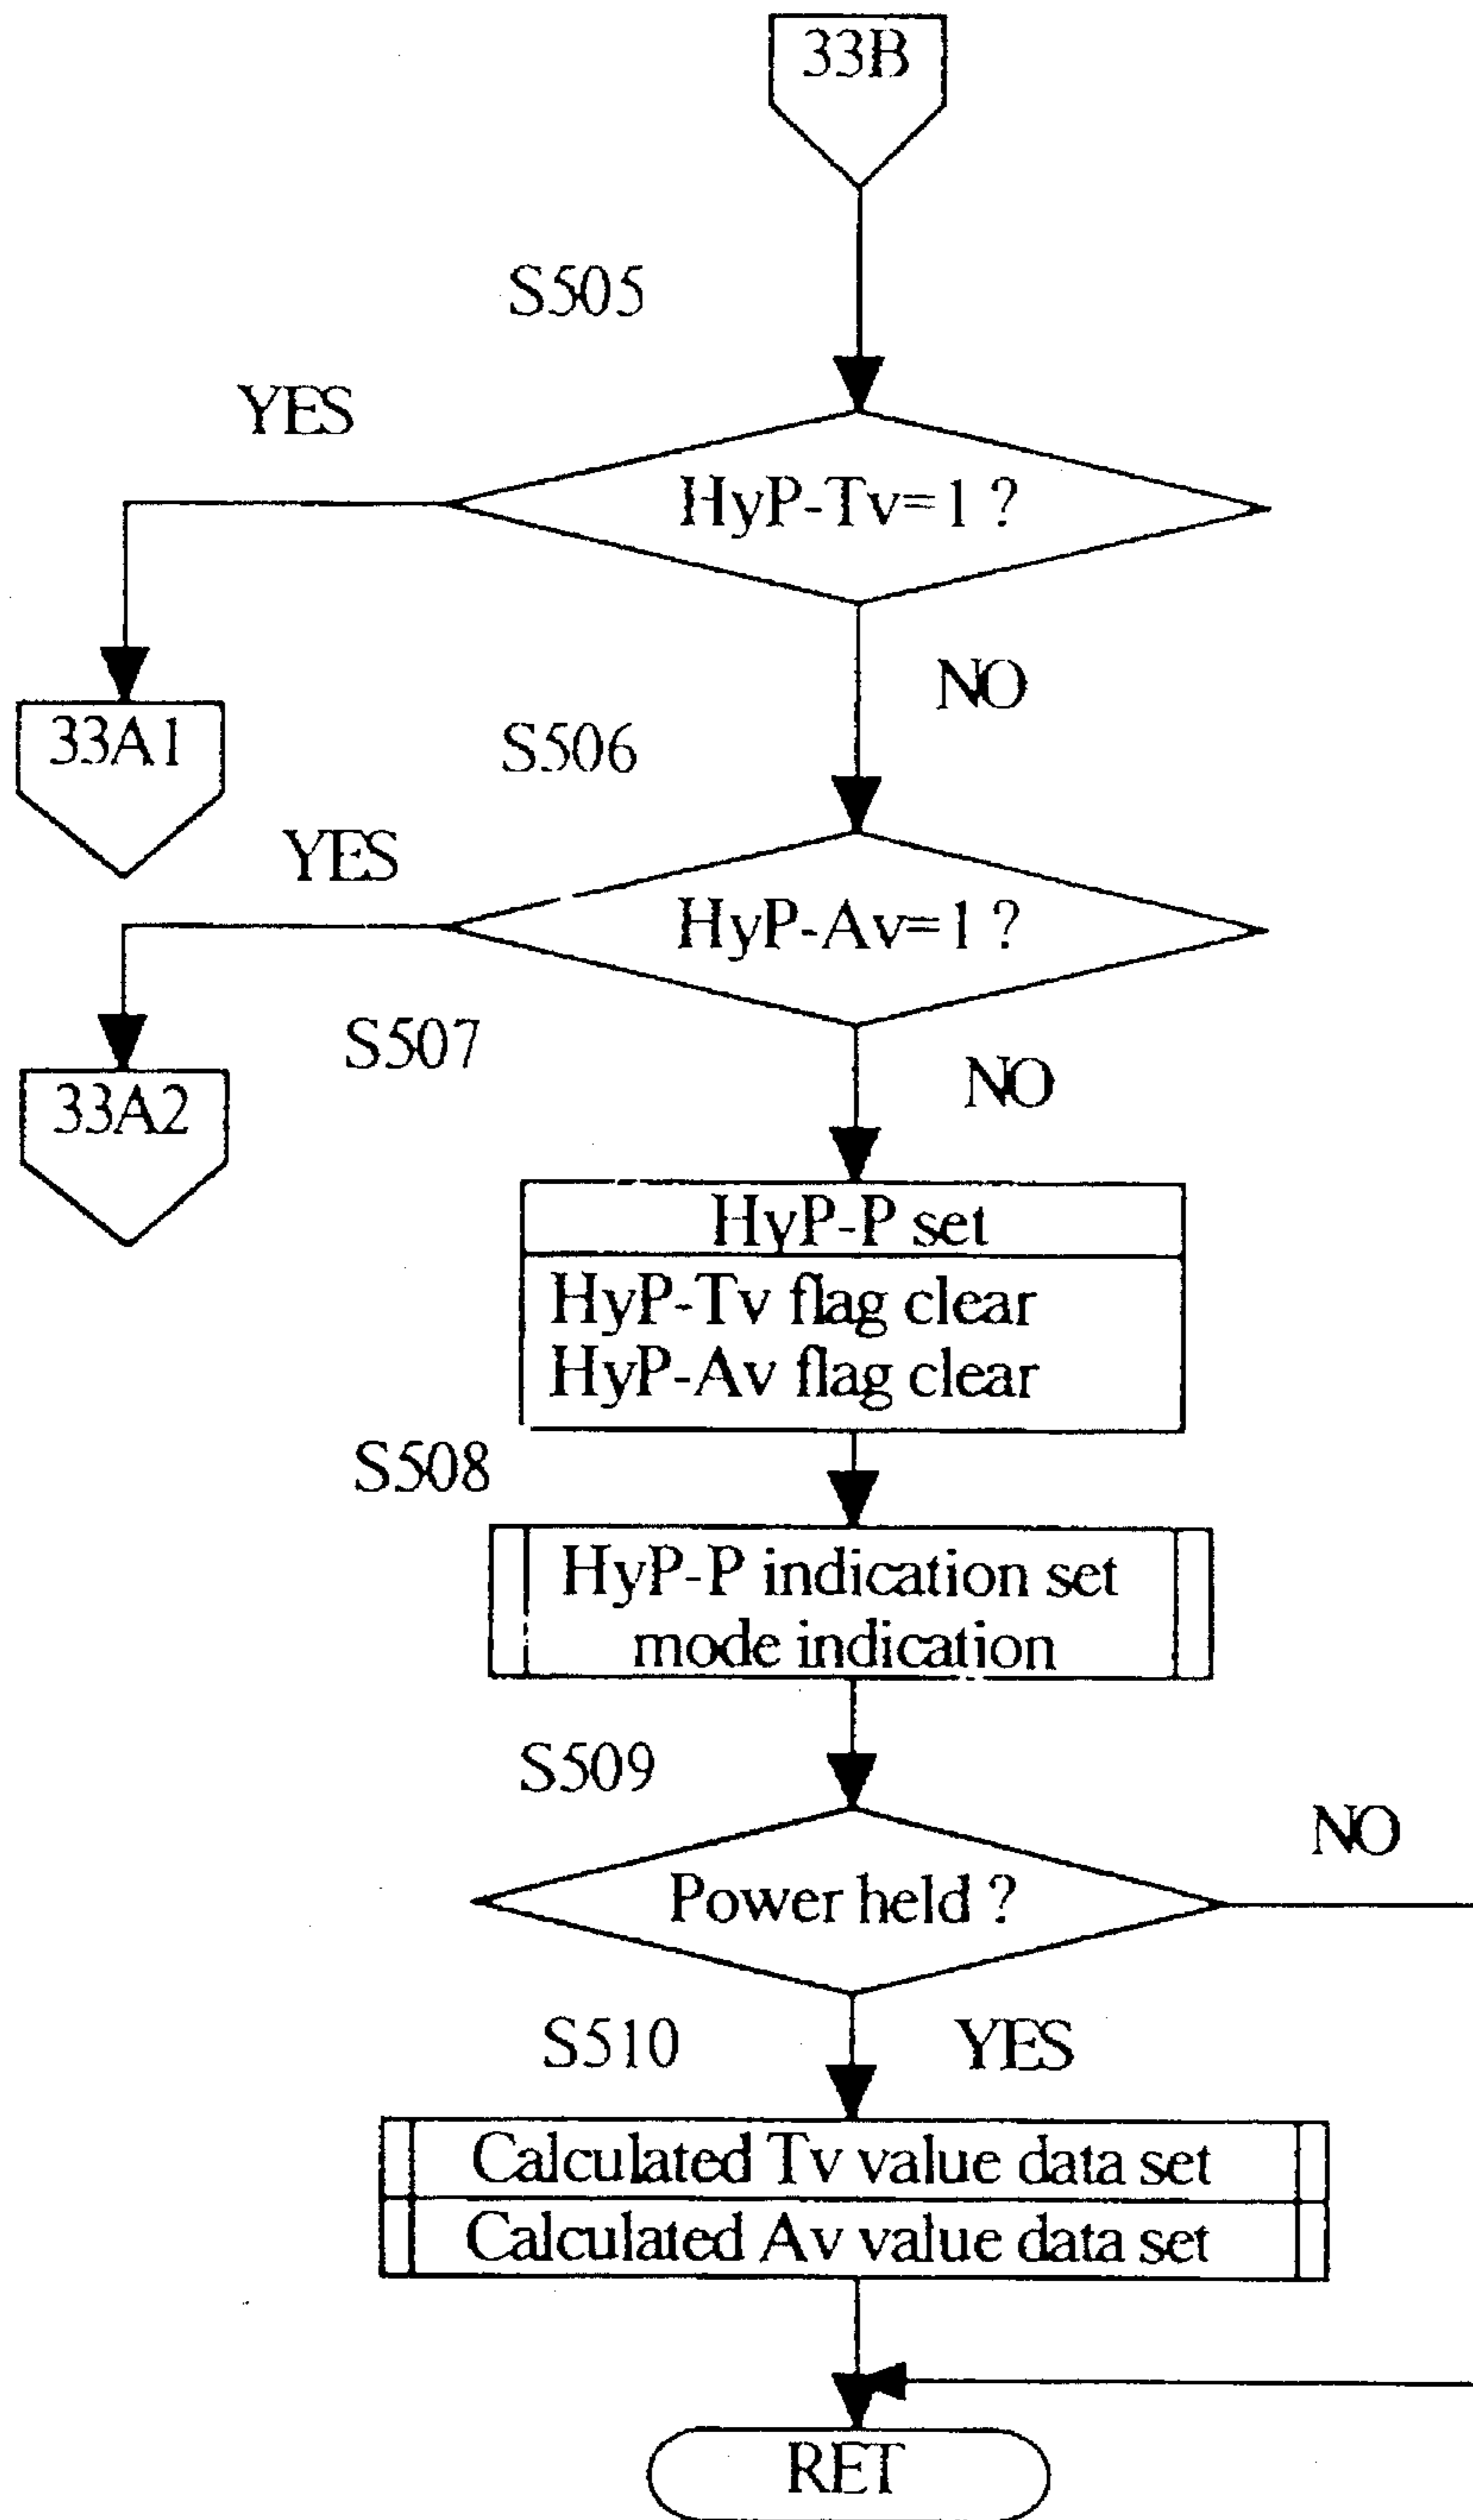 33B
S505
YES
HyP-Tv=1 ?
NO
33A1
S506
YES
HyP-Av=1 ?
S507
NO
33A2
HyP-P set
HyP-Tv flag clear
HyP-Av flag clear
S508
HyP-P indication set
mode indication
S509
NO
Power held ?
S510
YES
Calculated Tv value data set
Calculated Av value data set
RET